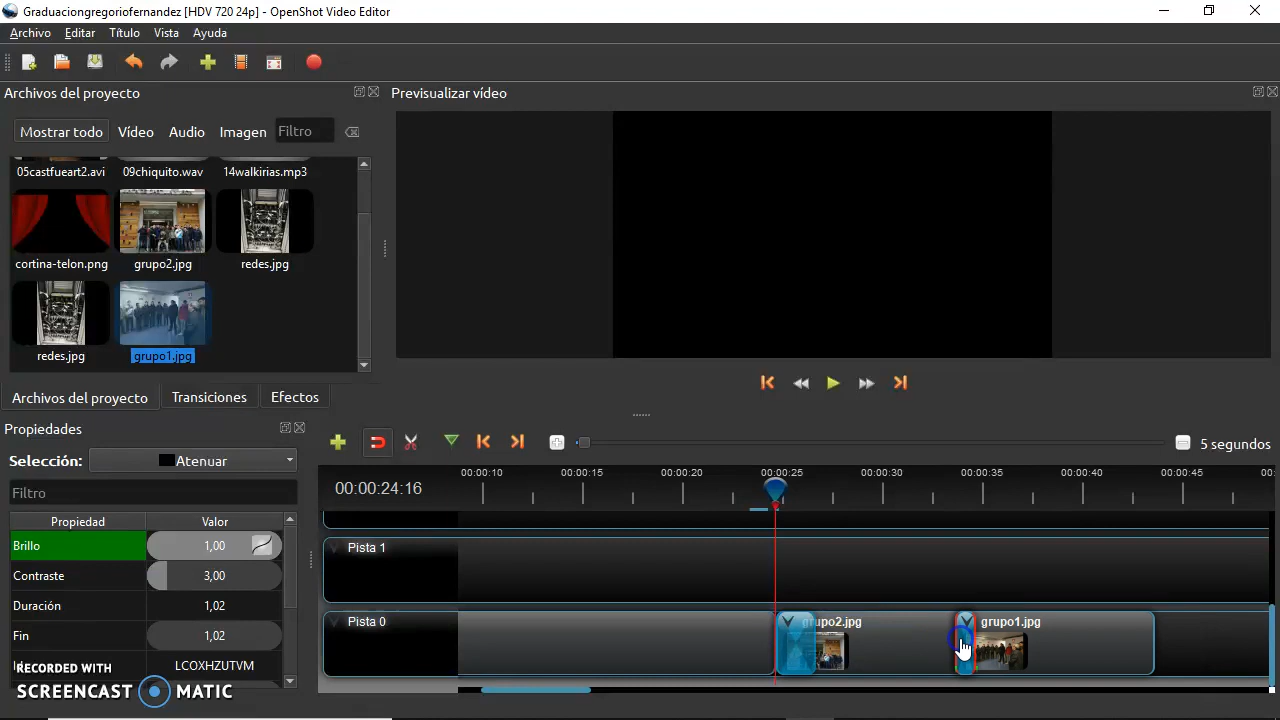 Graduaciongregoriofernandez [HDV 720 24p] - OpenShot Video Editor
Archivo Editar Título Vista Ayuda
Archivos del proyecto
Previsualizar vídeo
Mostrar todo Vídeo Audio Imagen Filtro
05castfueart2.avi 09chiquito.wav 14walkirias.mp3
cortina-telon.png grupo2.jpg redes.jpg
redes.jpg grupo1.jpg
Archivos del proyecto Transiciones Efectos
Propiedades
Selección: Atenuar
Filtro
Propiedad Valor
Brillo 1,00
Contraste 3,00
Duración 1,02
Fin 1,02
LCOXHZUTVM
RECORDED WITH
SCREENCAST MATIC
5 segundos
00:00:24:16
00:00:10 00:00:15 00:00:20 00:00:25 00:00:30 00:00:35 00:00:40 00:00:45 00:
Pista 1
Pista 0
grupo2.jpg
grupo1.jpg